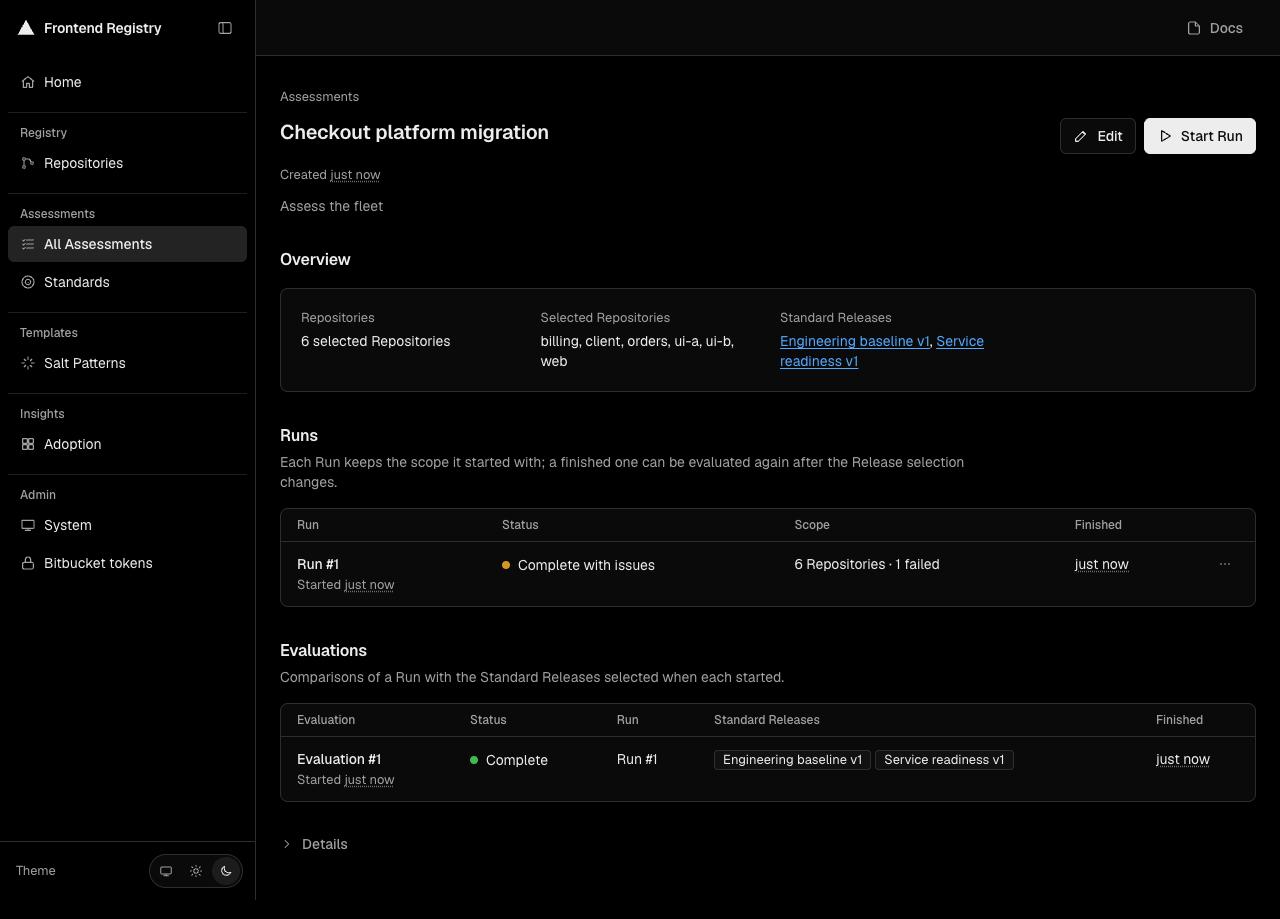 Frontend Registry
Docs
Home
Registry
Repositories
Assessments
All Assessments
Standards
Templates
Salt Patterns
Insights
Adoption
Admin
System
Bitbucket tokens
Theme
Assessments
Checkout platform migration
Edit
Start Run
Created just now
Assess the fleet
Overview
Repositories
6 selected Repositories
Selected Repositories
billing, client, orders, ui-a, ui-b,
web
Standard Releases
Engineering baseline v1, Service
readiness v1
Runs
Each Run keeps the scope it started with; a finished one can be evaluated again after the Release selection
changes.
Run Status Scope Finished
Run #1 Complete with issues 6 Repositories · 1 failed just now ···
Started just now
Evaluations
Comparisons of a Run with the Standard Releases selected when each started.
Evaluation Status Run Standard Releases Finished
Evaluation #1 Complete Run #1 Engineering baseline v1 Service readiness v1 just now
Started just now
Details